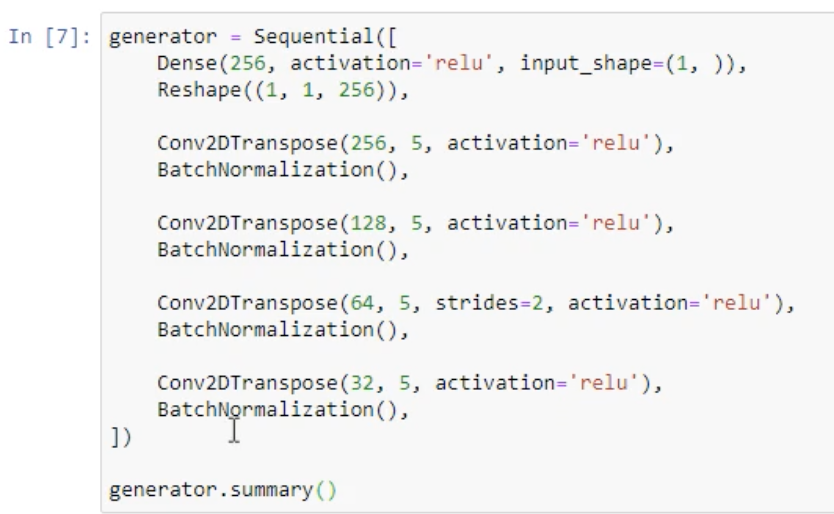 In [7]: generator = Sequential([
    Dense(256, activation='relu', input_shape=(1, )),
    Reshape((1, 1, 256)),

    Conv2DTranspose(256, 5, activation='relu'),
    BatchNormalization(),

    Conv2DTranspose(128, 5, activation='relu'),
    BatchNormalization(),

    Conv2DTranspose(64, 5, strides=2, activation='relu'),
    BatchNormalization(),

    Conv2DTranspose(32, 5, activation='relu'),
    BatchNormalization(),
])

generator.summary()